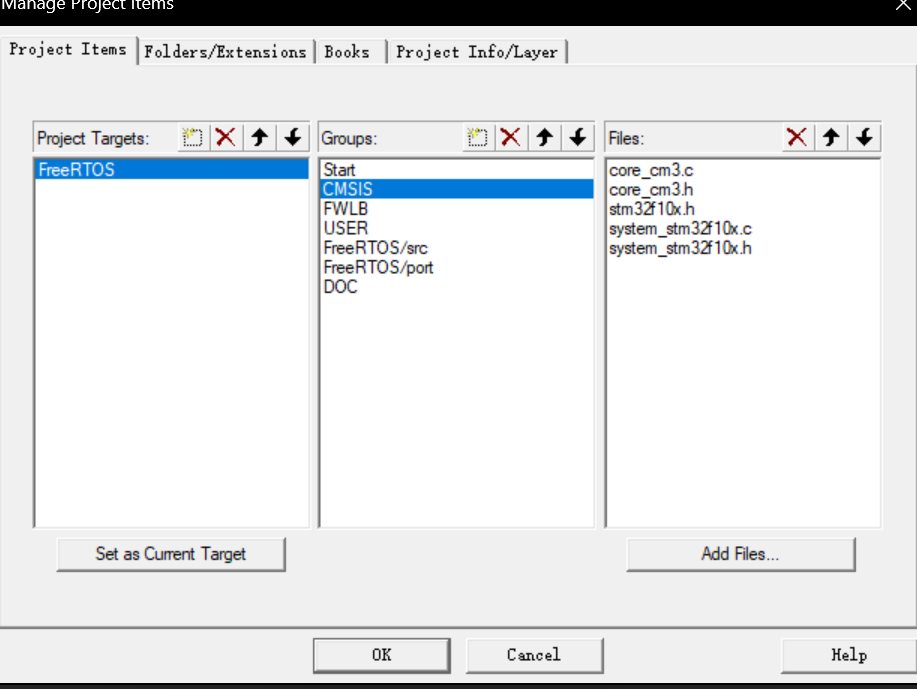 Manage Project Items
Project Items Folders/Extensions Books Project Info/Layer
Project Targets:
FreeRTOS
Set as Current Target
Groups:
Start
CMSIS
FWLB
USER
FreeRTOS/src
FreeRTOS/port
DOC
Files:
core_cm3.c
core_cm3.h
stm32f10x.h
system_stm32f10x.c
system_stm32f10x.h
Add Files...
OK Cancel Help